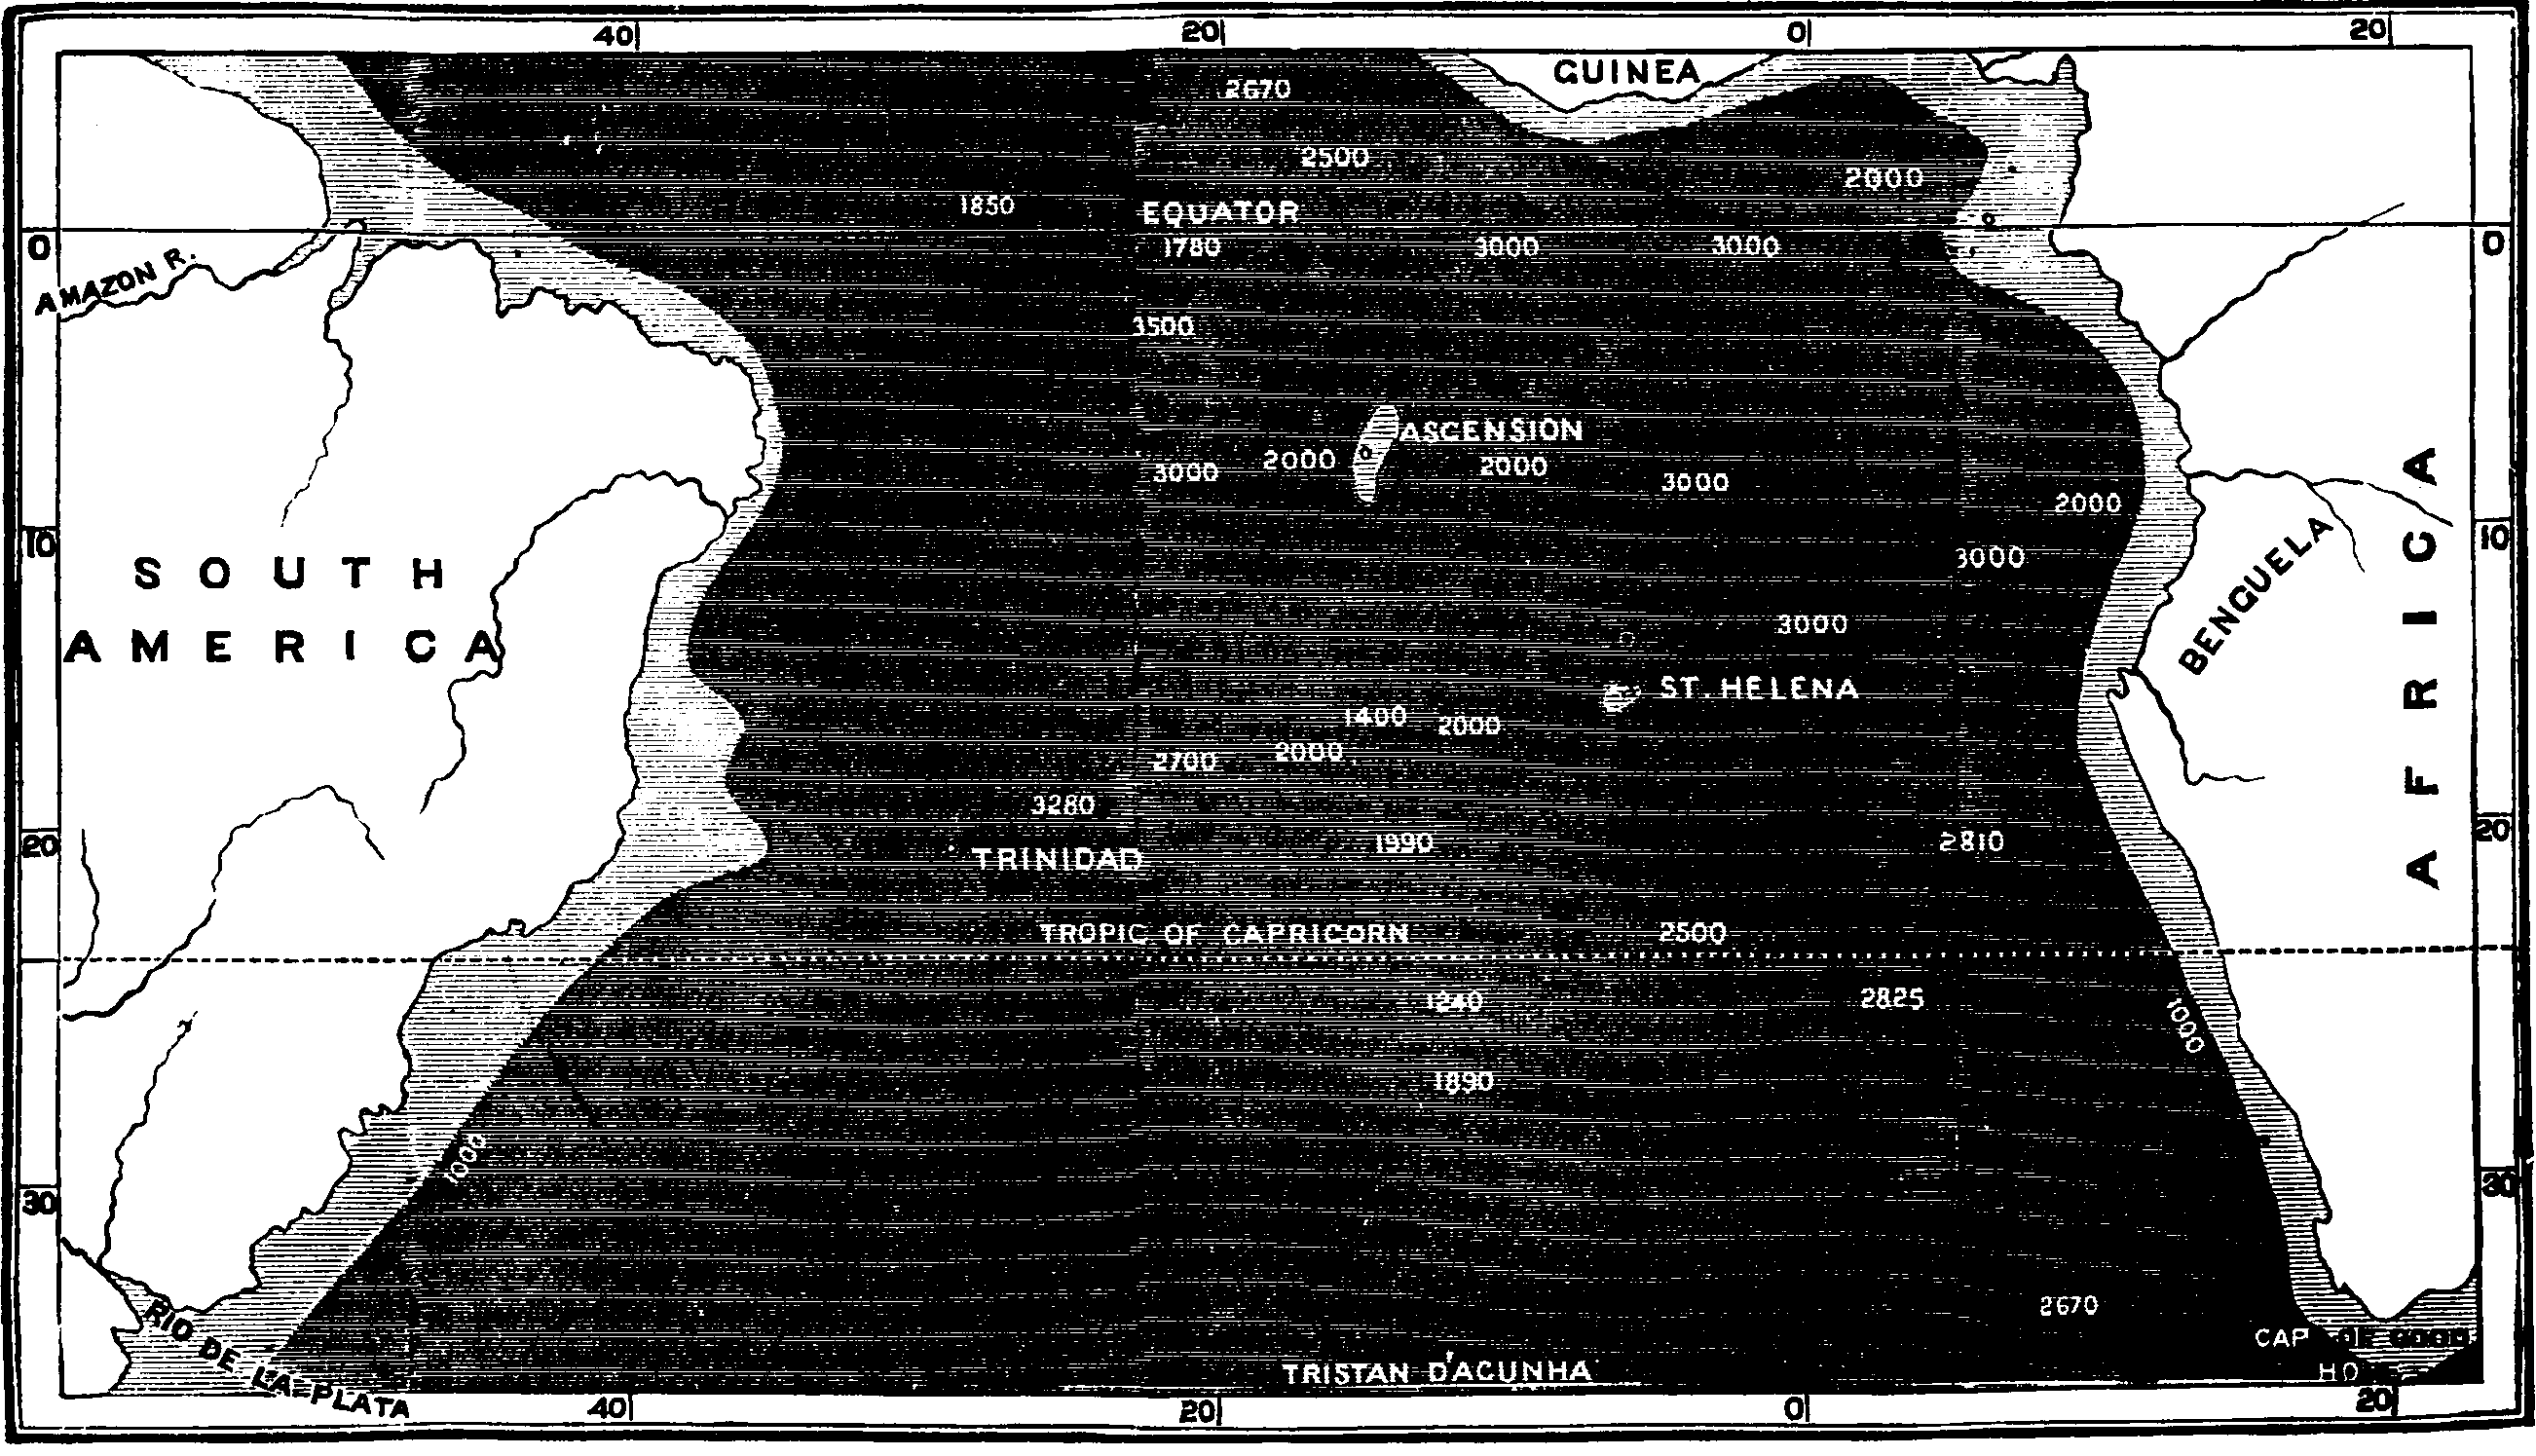 40 20 0 20
GUINEA
2670
2500
2000
1850
EQUATOR
0 0
1780 3000 3000
AMAZON R.
3500
ASCENSION
3000 2000 2000 3000
2000
10 10
3000
SOUTH
AMERICA
BENGUELA
AFRICA
3000
ST. HELENA
1400 2000
2700 2000
3280
20 20
1990 2810
TRINIDAD
TROPIC OF CAPRICORN 2500
1240 2825
1000
1890
1000
30 30
2670
RIO DE LA PLATA
CAP OF GOOD
HO
TRISTAN D'ACUNHA
40 20 0 20